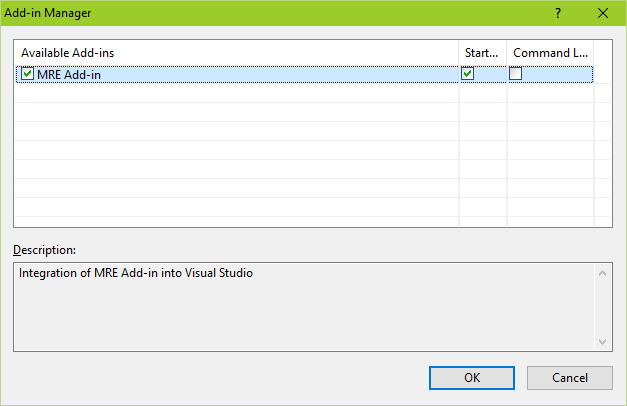 Add-in Manager
?
Available Add-ins Start... Command L...
MRE Add-in
Description:
Integration of MRE Add-in into Visual Studio
OK Cancel